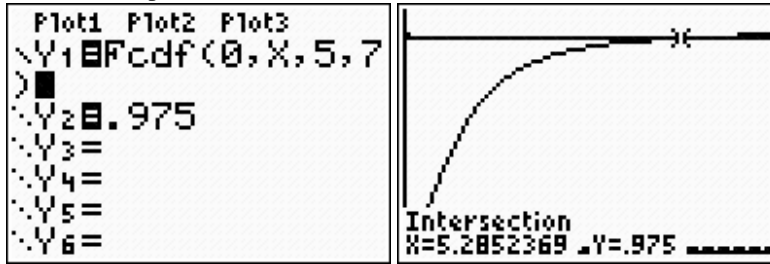 Plot1 Plot2 Plot3
\Y1=Fcdf(0,X,5,7
)
\Y2=.975
\Y3=
\Y4=
\Y5=
\Y6=
Intersection
X=5.2852369 Y=.975